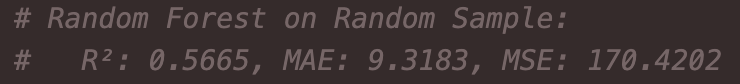 # Random Forest on Random Sample:
#   R²: 0.5665, MAE: 9.3183, MSE: 170.4202